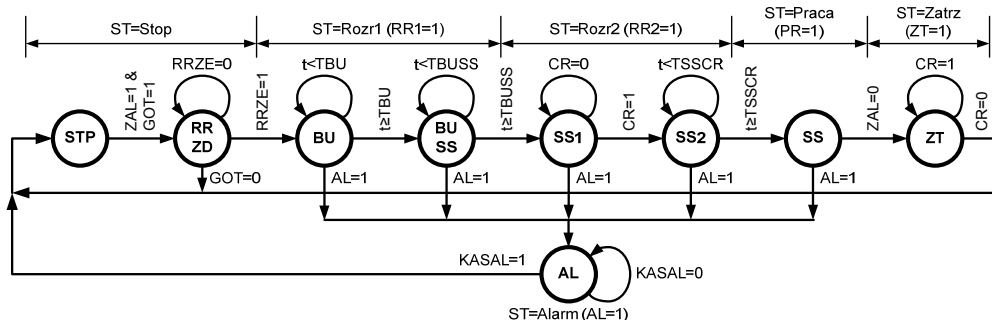 ST=Stop
ST=Rozr1 (RR1=1)
ST=Rozr2 (RR2=1)
ST=Praca
(PR=1)
ST=Zatrz
(ZT=1)
RRZE=0
t<TBU
t<TBUSS
CR=0
t<TSSCR
CR=1
ZAL=1 &
GOT=1
RRZE=1
t≥TBU
t≥TBUSS
CR=1
t≥TSSCR
ZAL=0
CR=0
STP
RR
ZD
BU
BU
SS
SS1
SS2
SS
ZT
GOT=0
AL=1
AL=1
AL=1
AL=1
AL=1
KASAL=1
AL
KASAL=0
ST=Alarm (AL=1)